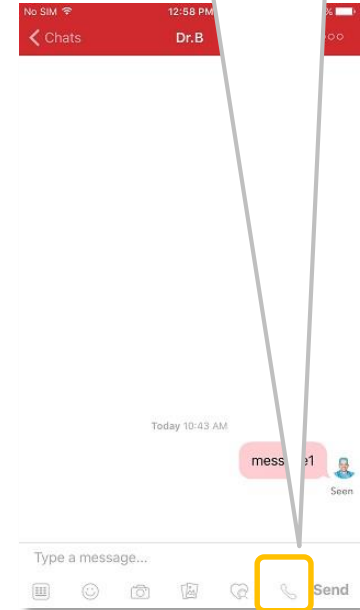 No SIM 12:58 PM %
Chats Dr.B
Today 10:43 AM
Seen
Type a message...
Send